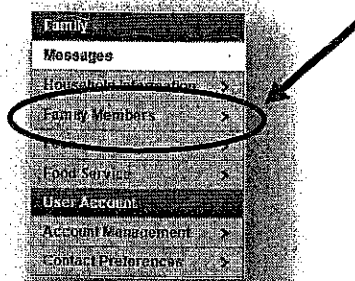 Family
Messages
Household Information >
Family Members >
>
Food Service >
User Account
Account Management >
Contact Preferences >